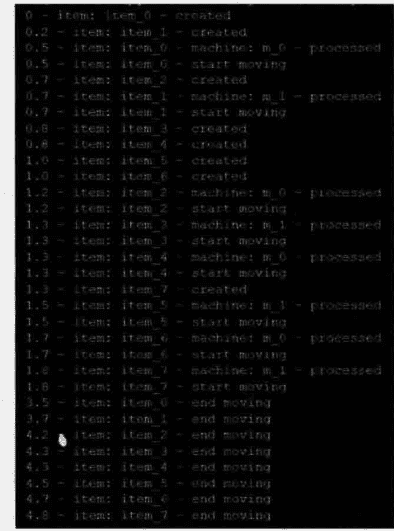 0 - item: item_0 - created
0.2 - item: item_1 - created
0.5 - item: item_0 - machine: m_0 - processed
0.5 - item: item_0 - start moving
0.7 - item: item_2 - created
0.7 - item: item_1 - machine: m_1 - processed
0.7 - item: item_1 - start moving
0.8 - item: item_3 - created
0.8 - item: item_4 - created
1.0 - item: item_5 - created
1.0 - item: item_6 - created
1.2 - item: item_2 - machine: m_0 - processed
1.2 - item: item_2 - start moving
1.3 - item: item_3 - machine: m_1 - processed
1.3 - item: item_3 - start moving
1.3 - item: item_4 - machine: m_0 - processed
1.3 - item: item_4 - start moving
1.3 - item: item_7 - created
1.5 - item: item_5 - machine: m_1 - processed
1.5 - item: item_5 - start moving
1.7 - item: item_6 - machine: m_0 - processed
1.7 - item: item_6 - start moving
1.8 - item: item_7 - machine: m_1 - processed
1.8 - item: item_7 - start moving
3.5 - item: item_0 - end moving
3.7 - item: item_1 - end moving
4.2 - item: item_2 - end moving
4.3 - item: item_3 - end moving
4.3 - item: item_4 - end moving
4.5 - item: item_5 - end moving
4.7 - item: item_6 - end moving
4.8 - item: item_7 - end moving